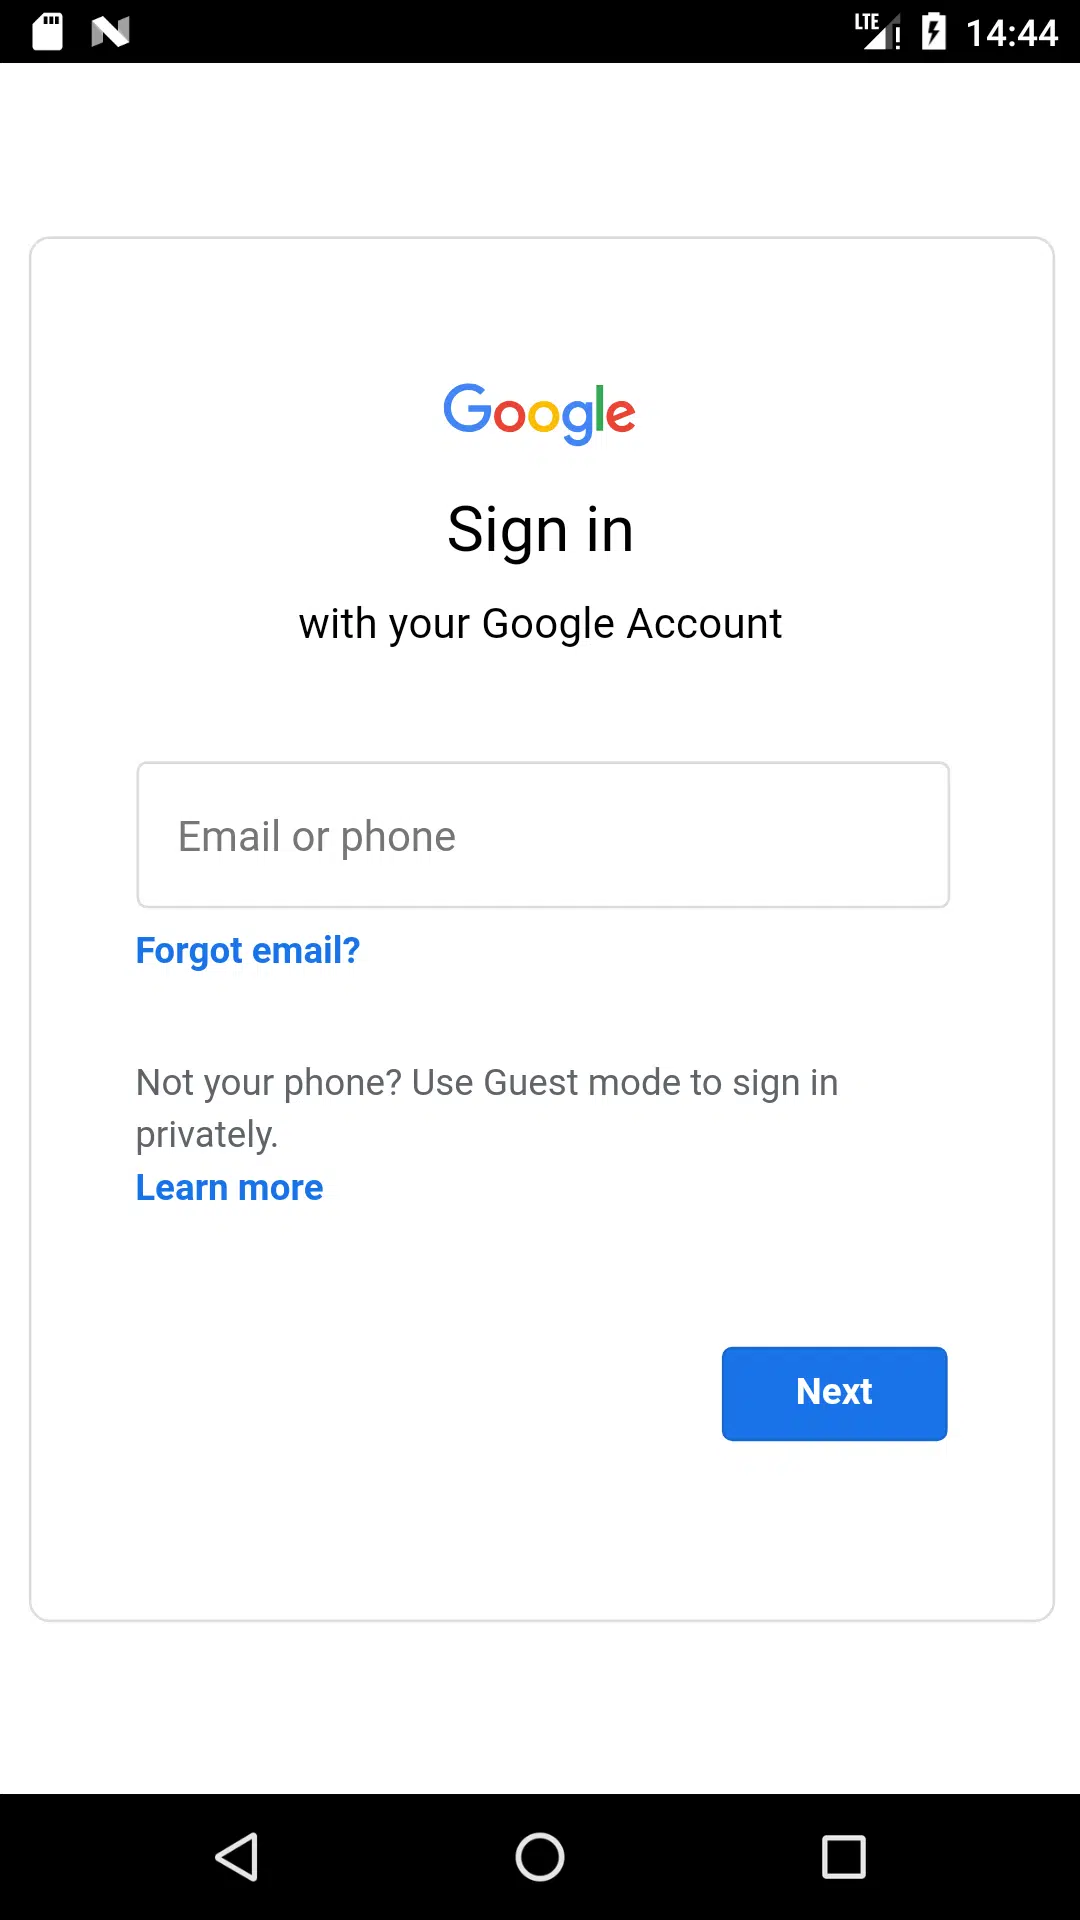 LTE 14:44
Google
Sign in
with your Google Account
Email or phone
Forgot email?
Not your phone? Use Guest mode to sign in
privately.
Learn more
Next